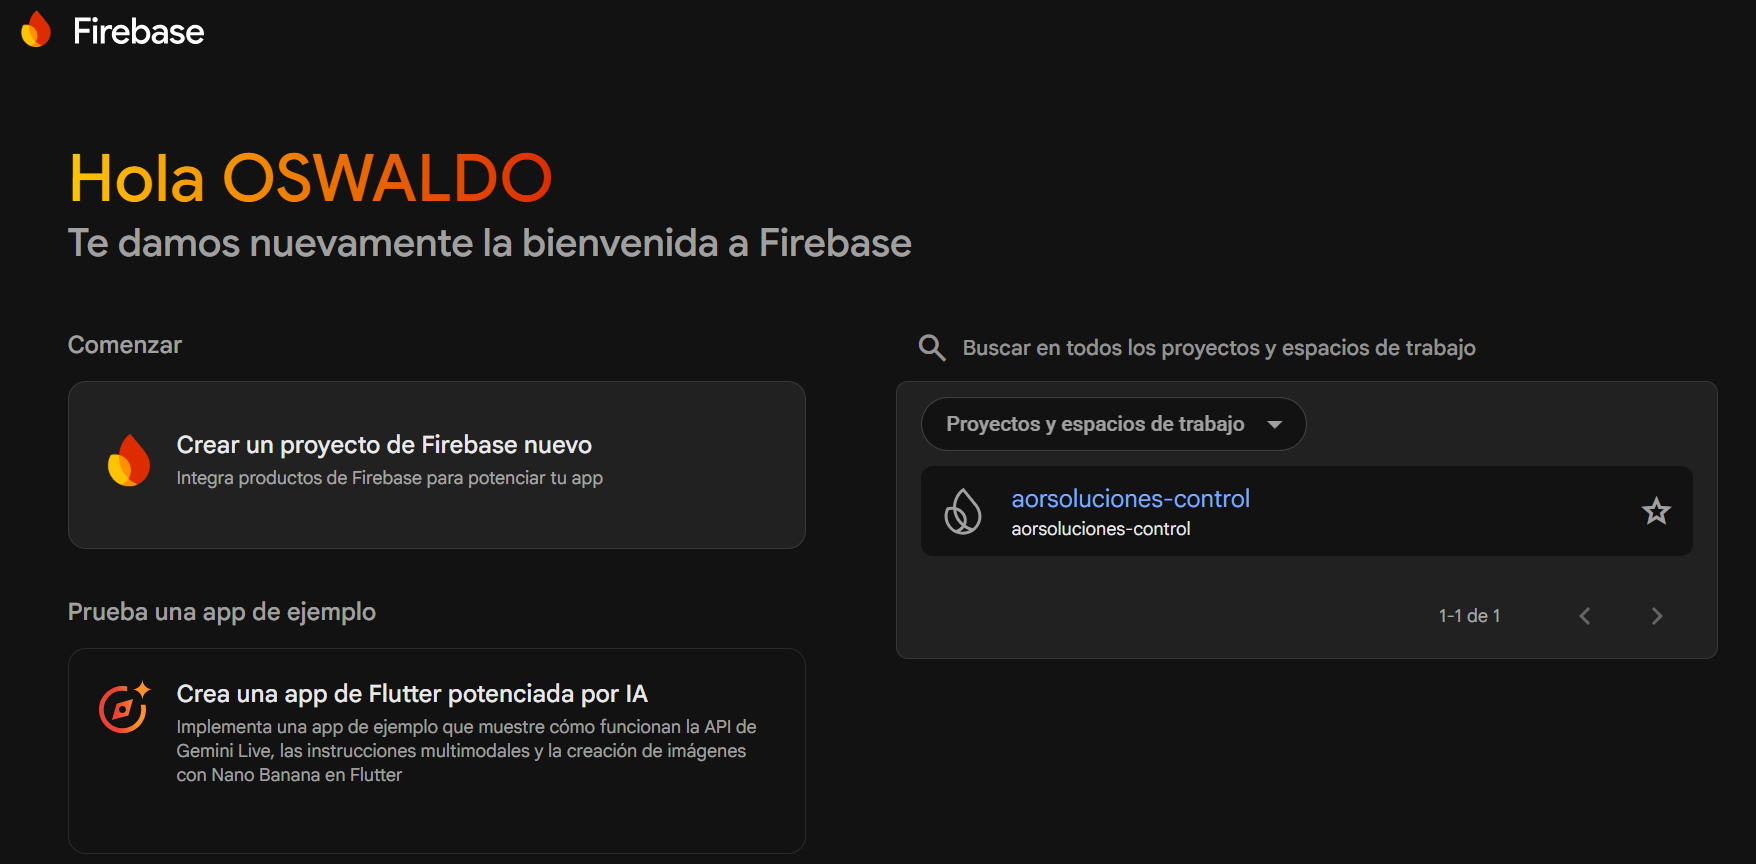 Firebase
Hola OSWALDO
Te damos nuevamente la bienvenida a Firebase
Comenzar
Crear un proyecto de Firebase nuevo
Integra productos de Firebase para potenciar tu app
Prueba una app de ejemplo
Crea una app de Flutter potenciada por IA
Implementa una app de ejemplo que muestre cómo funcionan la API de
Gemini Live, las instrucciones multimodales y la creación de imágenes
con Nano Banana en Flutter
Buscar en todos los proyectos y espacios de trabajo
Proyectos y espacios de trabajo
aorsoluciones-control
aorsoluciones-control
1-1 de 1